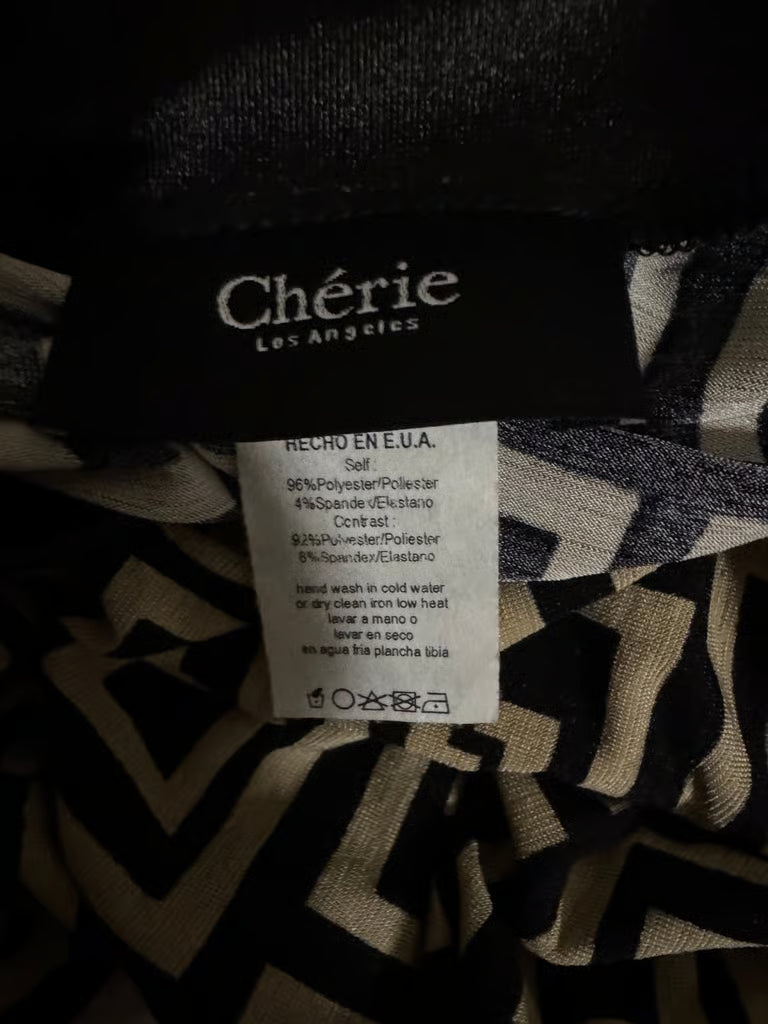 Chérie
Los Angeles
HECHO EN E.U.A.
Self :
96%Polyester/Poliester
4%Spandex/Elastano
Contrast :
92%Polyester/Poliester
8%Spandex/Elastano
hand wash in cold water
or dry clean iron low heat
lavar a mano o
lavar en seco
en agua fria plancha tibia